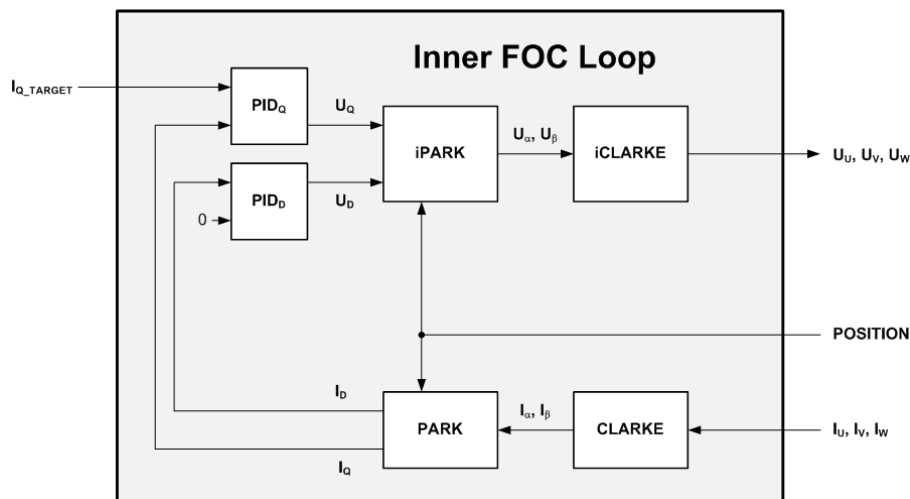 Inner FOC Loop
I_Q_TARGET
PID_Q
U_Q
iPARK
U_α, U_β
iCLARKE
U_U, U_V, U_W
PID_D
U_D
0
POSITION
I_D
PARK
I_α, I_β
CLARKE
I_U, I_V, I_W
I_Q